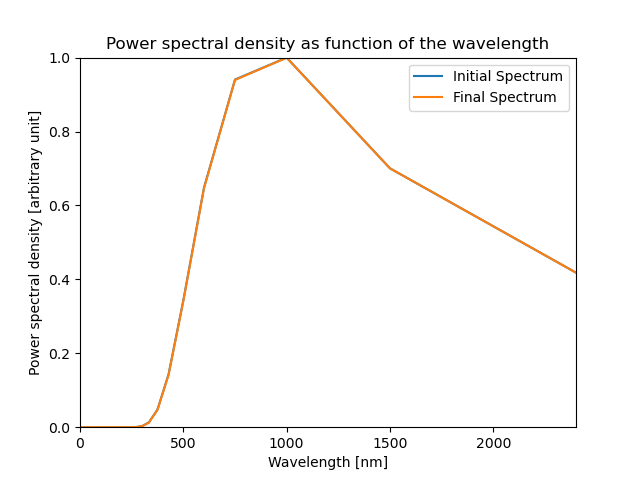 Power spectral density as function of the wavelength
Initial Spectrum
Final Spectrum
Power spectral density [arbitrary unit]
1.0
0.8
0.6
0.4
0.2
0.0
0 500 1000 1500 2000
Wavelength [nm]